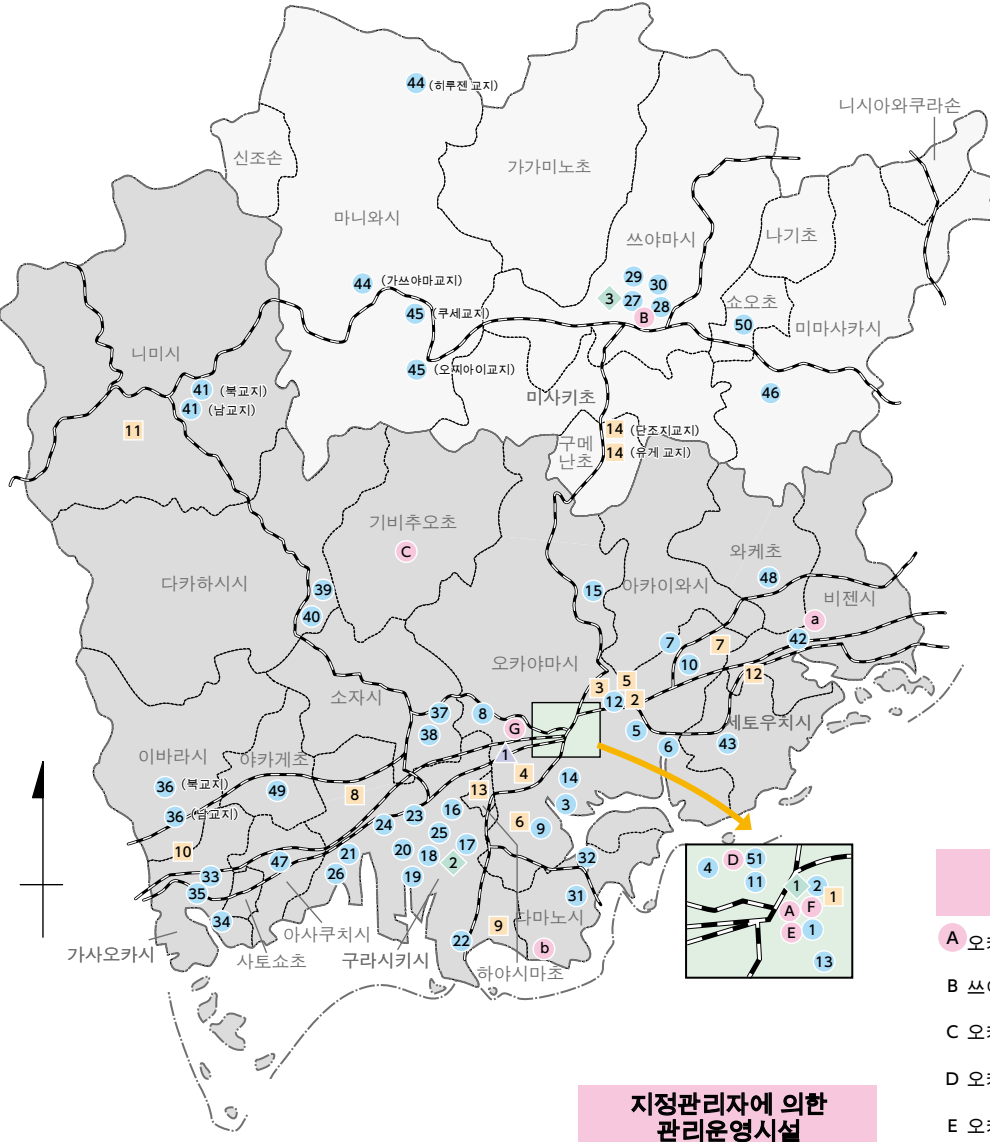 44 (히루젠 교지)
니시아와쿠라손
신조손
가가미노초
마니와시
쓰야마시
나기초
29
30
44 (가쓰야마교지)
3
27
28
쇼오초
45 (쿠세교지)
B
50
미마사카시
니미시
45 (오찌아이교지)
41 (북교지)
미사키초
46
41 (남교지)
11
14 (단조지교지)
구메
난초
14 (유게 교지)
기비추오초
C
와케초
다카하시시
39
15
아카이와시
48
비젠시
40
a
42
7
7
오카야마시
10
12
소자시
3
5
12
2
37
8
세토우치시
38
G
5
6
43
이바라시
야카게초
1
4
14
36 (북교지)
49
8
13
3
36 (남교지)
24
23
16
6
9
25
17
10
47
21
20
18
2
32
33
26
19
35
31
34
아사쿠치시
22
9
타마노시
가사오카시
사토쇼초
구라시키시
b
하야시마초
4
D
51
11
1
2
1
A
F
E
1
13
A 오
B 쓰
C 오
D 오
E 오
지정관리자에 의한
관리운영시설